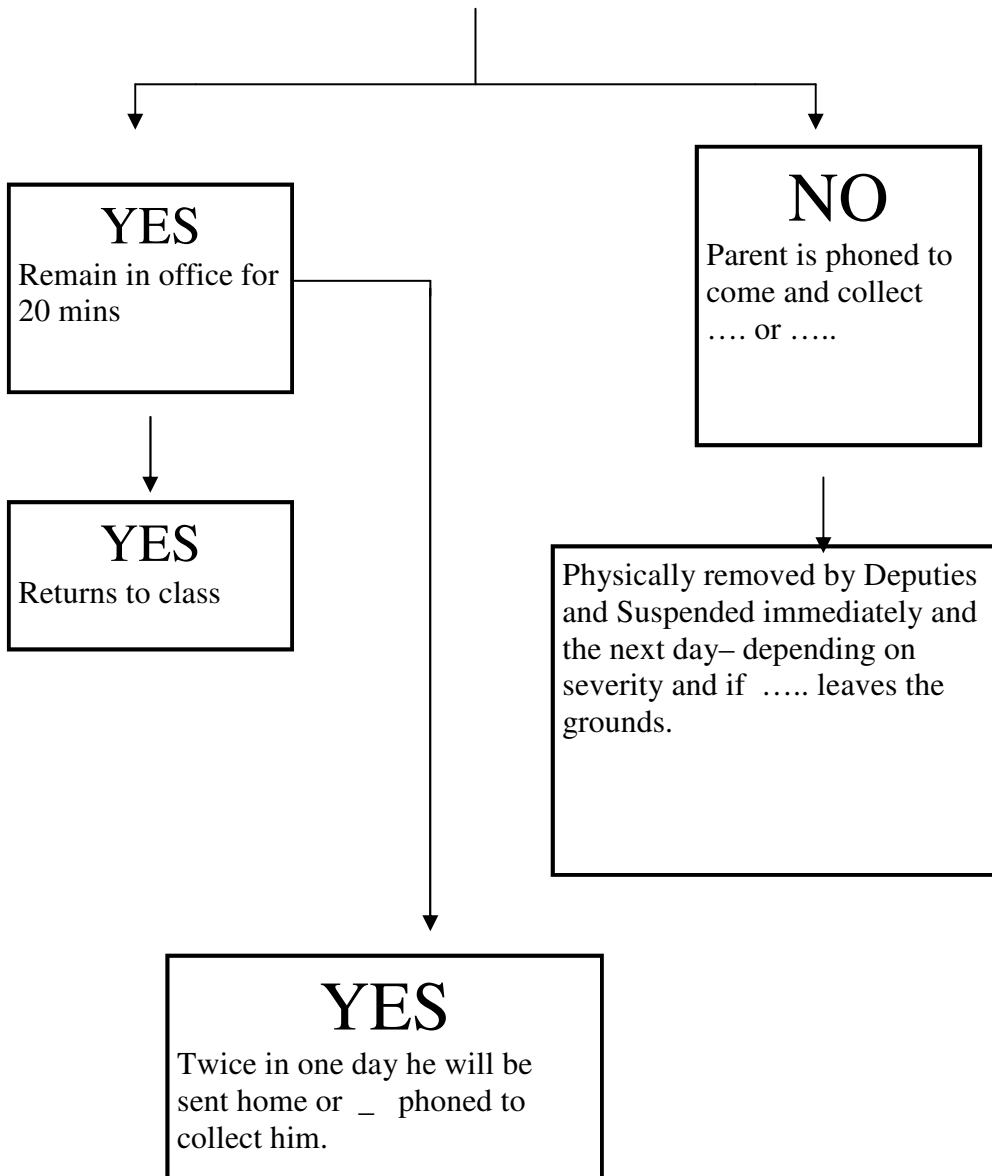 YES
Remain in office for
20 mins
NO
Parent is phoned to
come and collect
…. or …..
YES
Returns to class
Physically removed by Deputies
and Suspended immediately and
the next day– depending on
severity and if ….. leaves the
grounds.
YES
Twice in one day he will be
sent home or _ phoned to
collect him.